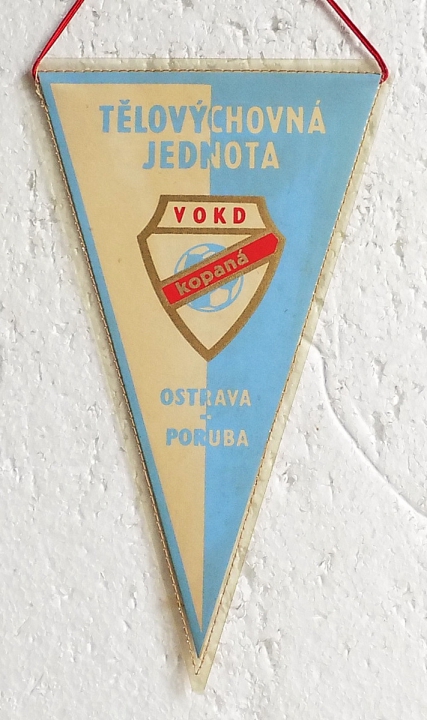 TĚLOVÝCHOVNÁ
JEDNOTA
VOKD
kopaná
OSTRAVA
-
PORUBA